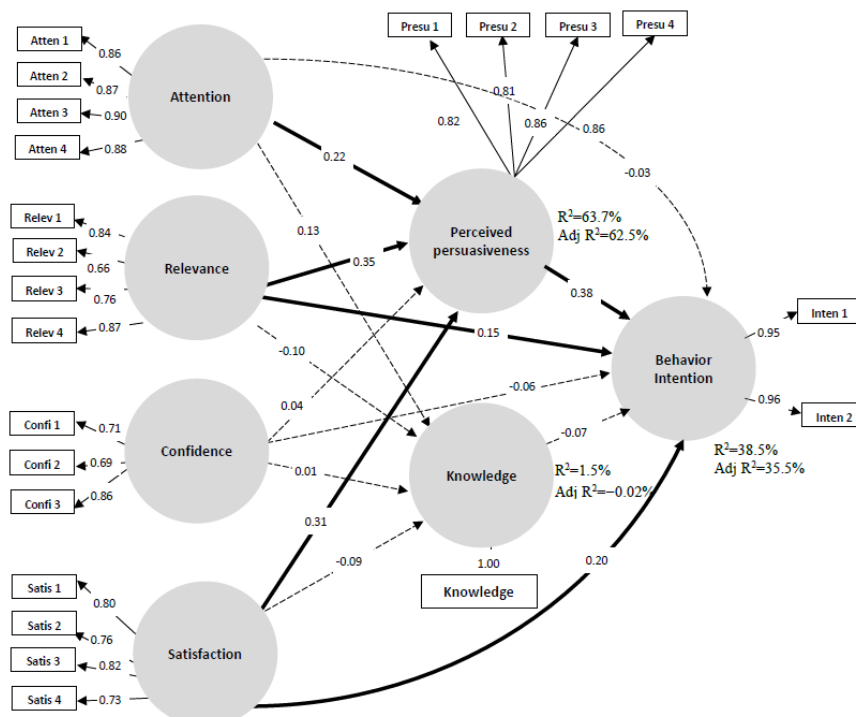 Presu 1
Presu 2
Presu 3
Presu 4
Atten 1
0.86
Atten 2
0.87
Atten 3
0.90
Atten 4
0.88
Attention
0.82
0.81
0.86
0.86
-0.03
0.22
0.13
Relev 1
0.84
Relev 2
0.66
Relev 3
0.76
Relev 4
0.87
Relevance
0.35
Perceived
persuasiveness
R²=63.7%
Adj R²=62.5%
0.38
0.15
-0.10
0.04
-0.06
Behavior
Intention
0.95
Inten 1
0.96
Inten 2
R²=38.5%
Adj R²=35.5%
Confi 1
0.71
Confi 2
0.69
Confi 3
0.86
Confidence
0.01
-0.07
Knowledge
R²=1.5%
Adj R²=−0.02%
0.31
-0.09
1.00
Knowledge
0.20
Satis 1
0.80
Satis 2
0.76
Satis 3
0.82
Satis 4
0.73
Satisfaction